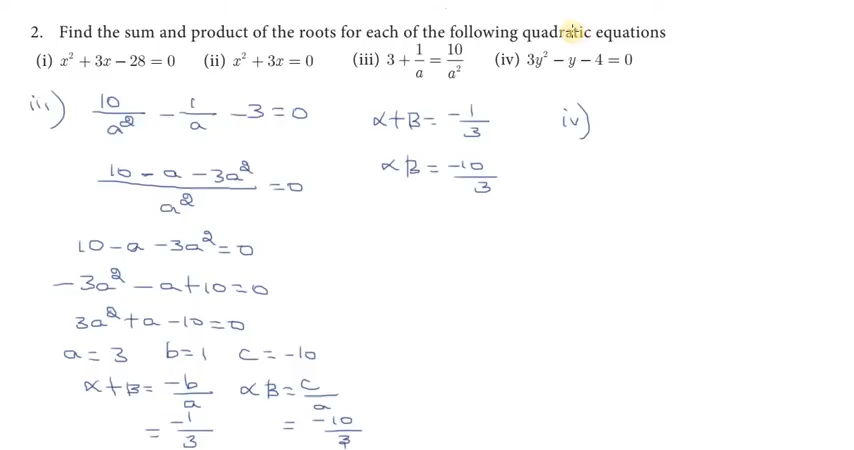 2. Find the sum and product of the roots for each of the following quadratic equations
(i) x² + 3x − 28 = 0 (ii) x² + 3x = 0 (iii) 3 + 1/a = 10/a² (iv) 3y² − y − 4 = 0
iii) 10/a² − 1/a − 3 = 0
(10 − a − 3a²)/a² = 0
10 − a − 3a² = 0
− 3a² − a + 10 = 0
3a² + a − 10 = 0
a = 3 b = 1 c = −10
α + β = −b/a αβ = c/a
= −1/3 = −10/3
α + β = −1/3
αβ = −10/3
iv)